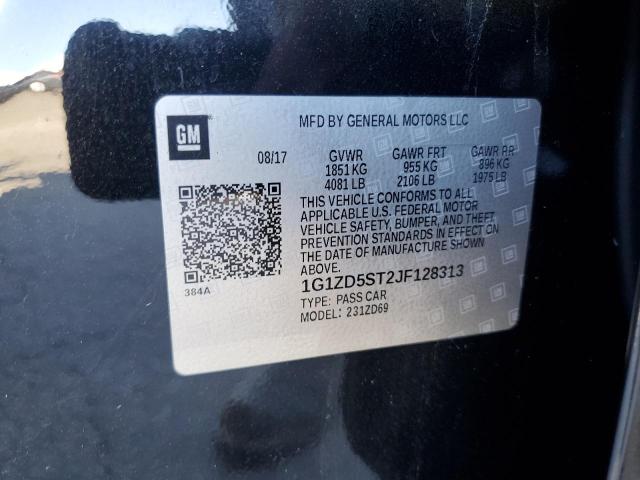 GM
MFD BY GENERAL MOTORS LLC
08/17 GVWR GAWR FRT GAWR RR
1851 KG 955 KG 896 KG
4081 LB 2106 LB 1975 LB
THIS VEHICLE CONFORMS TO ALL
APPLICABLE U.S. FEDERAL MOTOR
VEHICLE SAFETY, BUMPER, AND THEFT
PREVENTION STANDARDS IN EFFECT ON
THE DATE OF MANUFACTURE SHOWN
ABOVE.
384A
1G1ZD5ST2JF128313
TYPE: PASS CAR
MODEL: 231ZD69